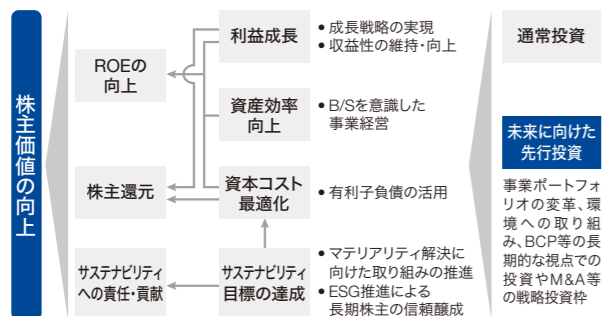 株主価値の向上
ROEの
向上
株主還元
サステナビリティ
への責任・貢献
利益成長
• 成長戦略の実現
• 収益性の維持・向上
資産効率
向上
• B/Sを意識した
事業経営
資本コスト
最適化
• 有利子負債の活用
サステナビリティ
目標の達成
• マテリアリティ解決に
向けた取り組みの推進
• ESG推進による
長期株主の信頼醸成
通常投資
未来に向けた
先行投資
事業ポートフォ
リオの変革、環
境への取り組
み、BCP等の長
期的な視点での
投資やM&A等
の戦略投資枠